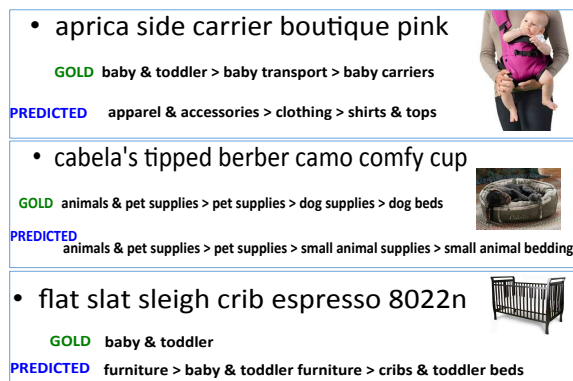 • aprica side carrier boutique pink
GOLD baby & toddler > baby transport > baby carriers
PREDICTED apparel & accessories > clothing > shirts & tops
• cabela's tipped berber camo comfy cup
GOLD animals & pet supplies > pet supplies > dog supplies > dog beds
PREDICTED
animals & pet supplies > pet supplies > small animal supplies > small animal bedding
• flat slat sleigh crib espresso 8022n
GOLD baby & toddler
PREDICTED furniture > baby & toddler furniture > cribs & toddler beds